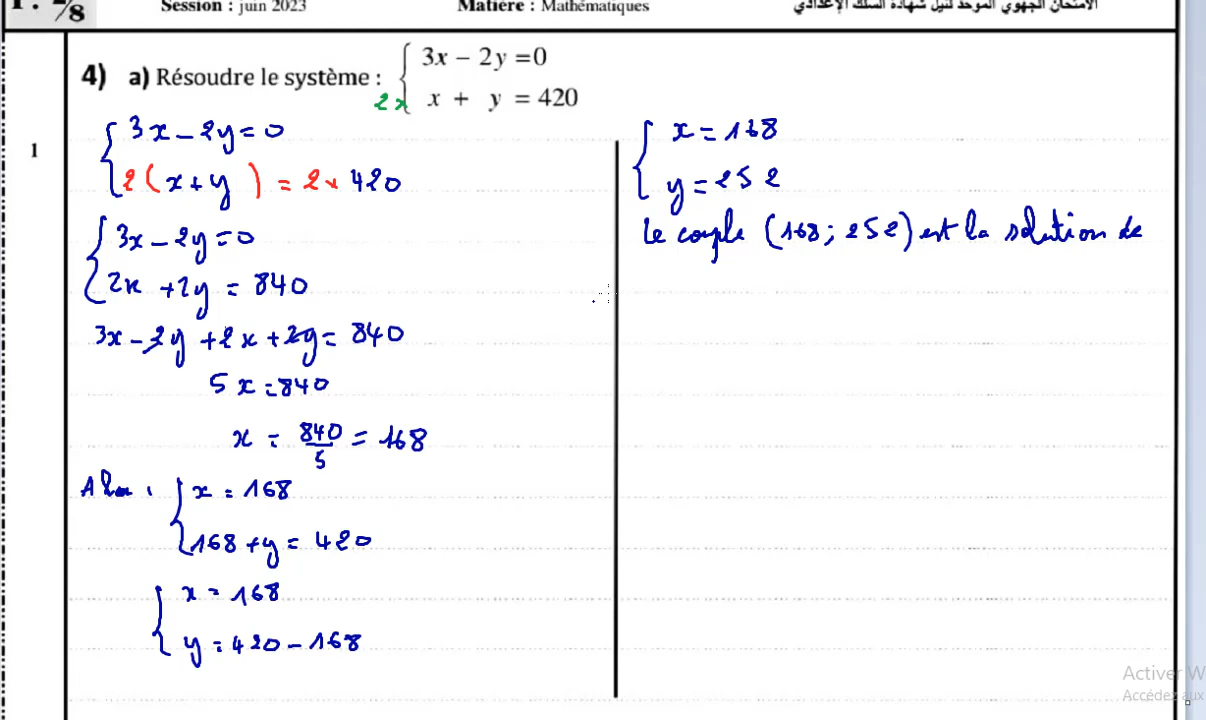 Session : juin 2023
Matière : Mathématiques
الامتحان الجهوي الموحد لنيل شهادة السلك الإعدادي
4) a) Résoudre le système : { 3x − 2y =0
2x x + y = 420
1
{ 3x − 2y = 0
2 ( x + y ) = 2 × 420
{ 3x − 2y = 0
2x + 2y = 840
3x − 2y + 2x + 2y = 840
5x = 840
x = 840/5 = 168
{ x = 168
168 + y = 420
{ x = 168
y = 420 − 168
{ x = 168
y = 252
le couple (168; 252) est la solution de
Activer W
Accédez aux